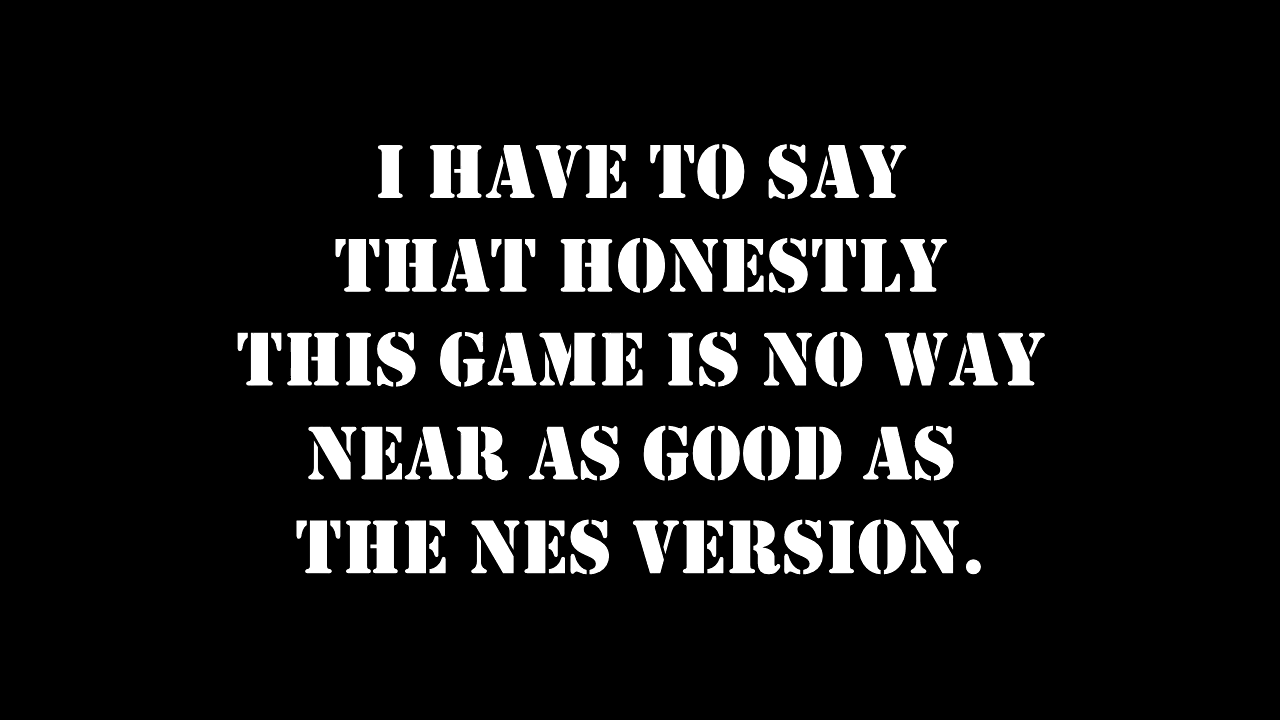 I HAVE TO SAY
THAT HONESTLY
THIS GAME IS NO WAY
NEAR AS GOOD AS
THE NES VERSION.